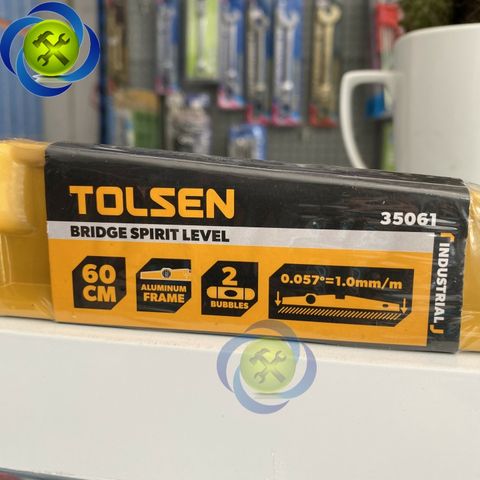 TOLSEN
35061
BRIDGE SPIRIT LEVEL
60
CM
ALUMINUM
FRAME
2
BUBBLES
0.057°=1.0mm/m
INDUSTRIAL